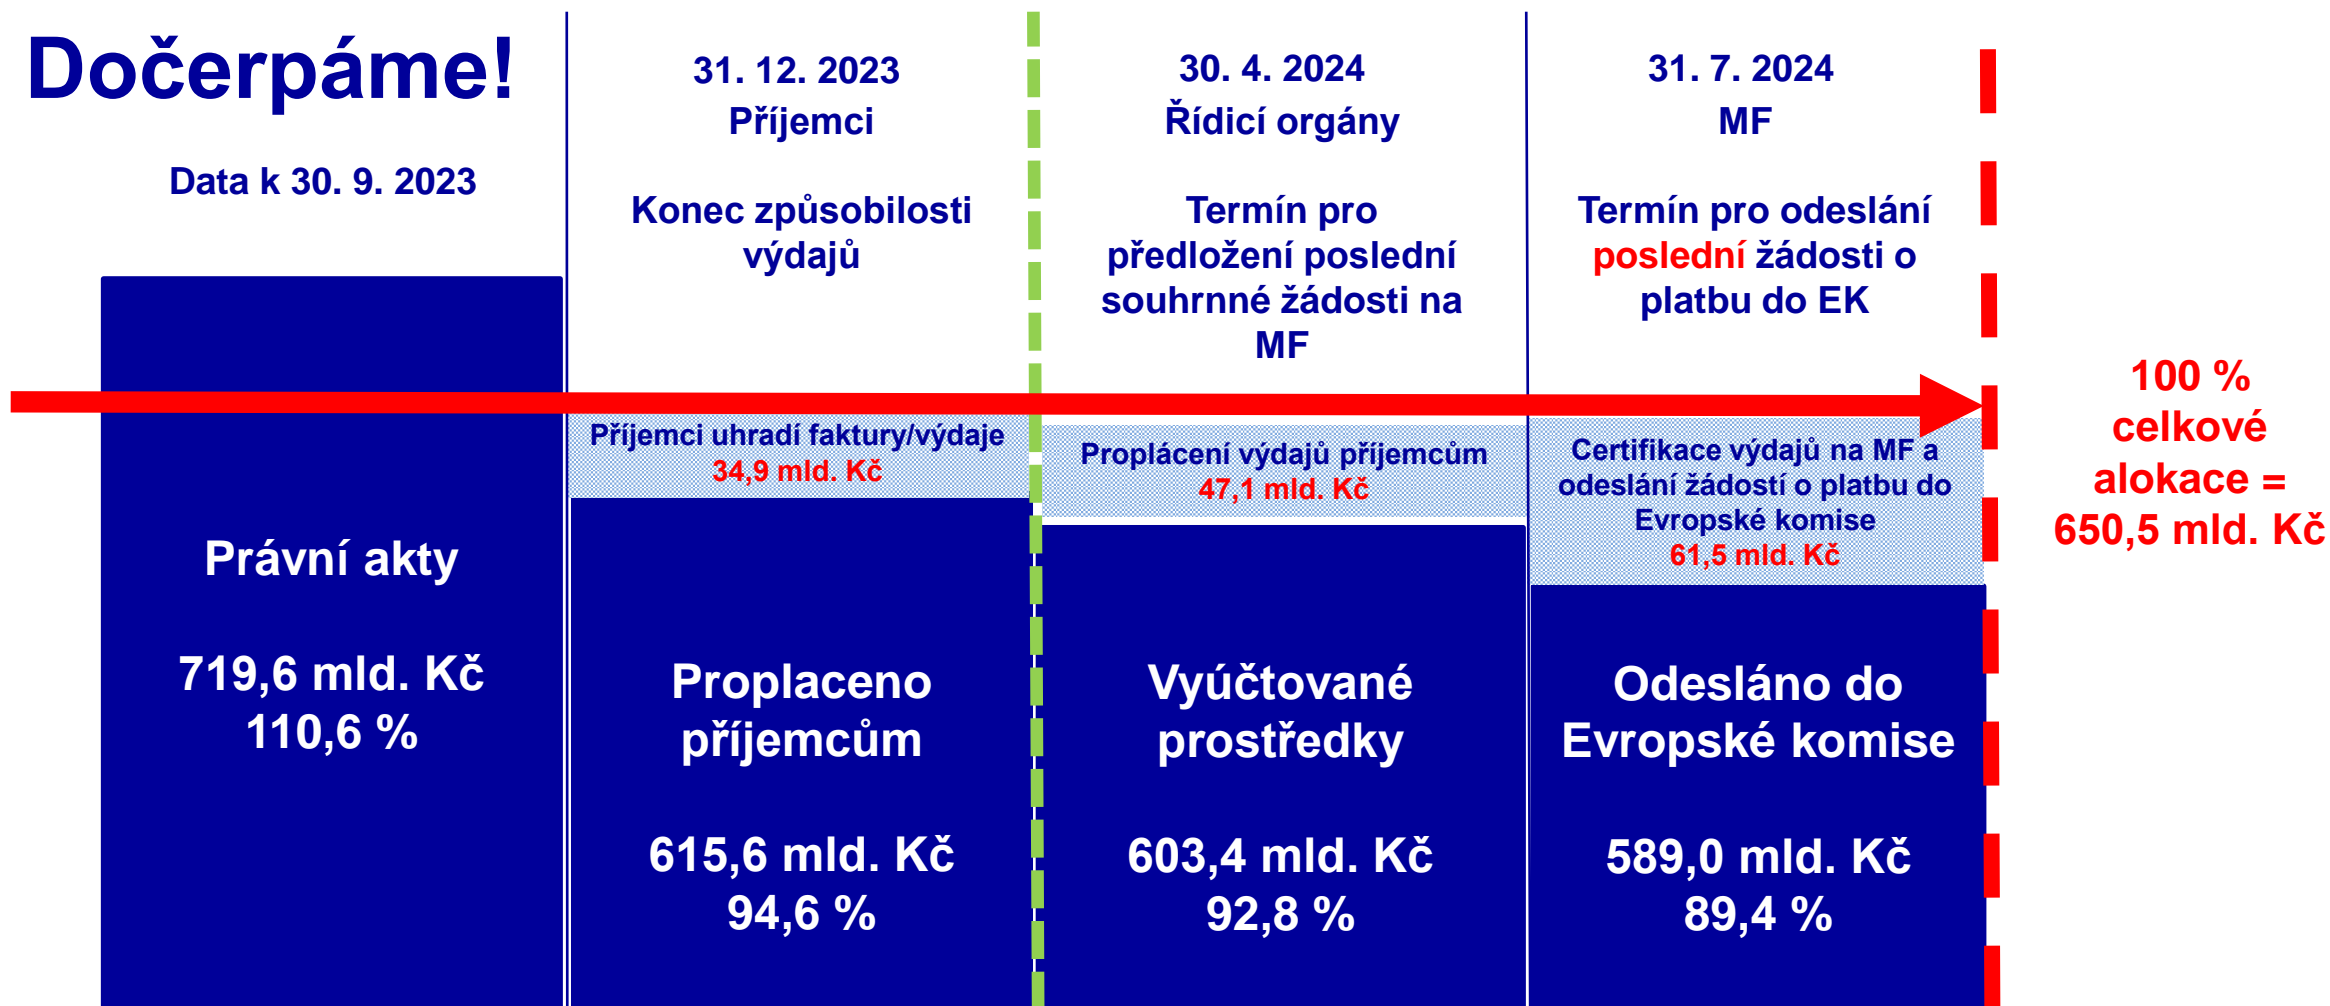 Dočerpáme!
Data k 30. 9. 2023
Právní akty
719,6 mld. Kč
110,6 %
31. 12. 2023
Příjemci
Konec způsobilosti
výdajů
Příjemci uhradí faktury/výdaje
34,9 mld. Kč
Proplaceno
příjemcům
615,6 mld. Kč
94,6 %
30. 4. 2024
Řídicí orgány
Termín pro
předložení poslední
souhrnné žádosti na
MF
Proplácení výdajů příjemcům
47,1 mld. Kč
Vyúčtované
prostředky
603,4 mld. Kč
92,8 %
31. 7. 2024
MF
Termín pro odeslání
poslední žádosti o
platbu do EK
Certifikace výdajů na MF a
odeslání žádostí o platbu do
Evropské komise
61,5 mld. Kč
Odesláno do
Evropské komise
589,0 mld. Kč
89,4 %
100 %
celkové
alokace =
650,5 mld. Kč